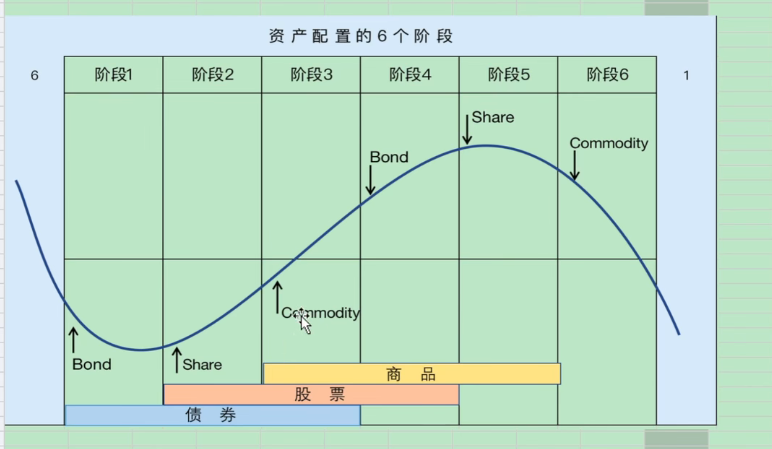 资产配置的6个阶段
6 阶段1 阶段2 阶段3 阶段4 阶段5 阶段6 1
Share
Commodity
Bond
Commodity
Bond
Share
商 品
股 票
债 券